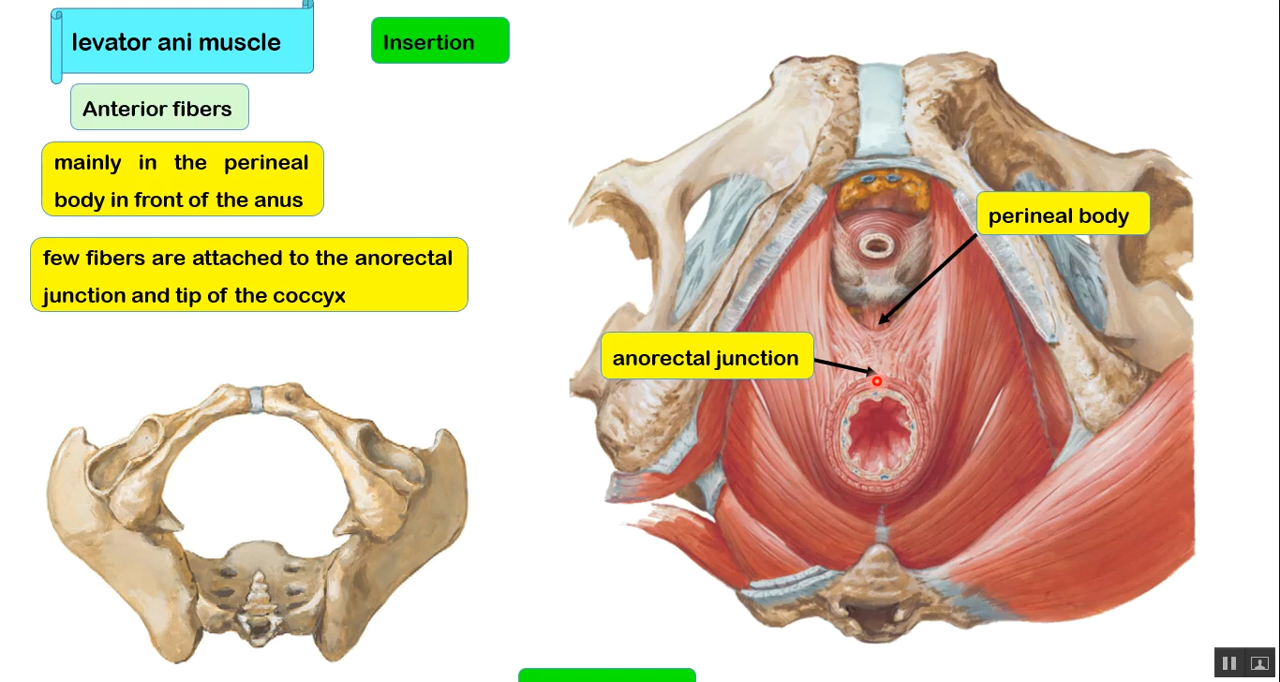 levator ani muscle
Insertion
Anterior fibers
mainly in the perineal
body in front of the anus
few fibers are attached to the anorectal
junction and tip of the coccyx
perineal body
anorectal junction